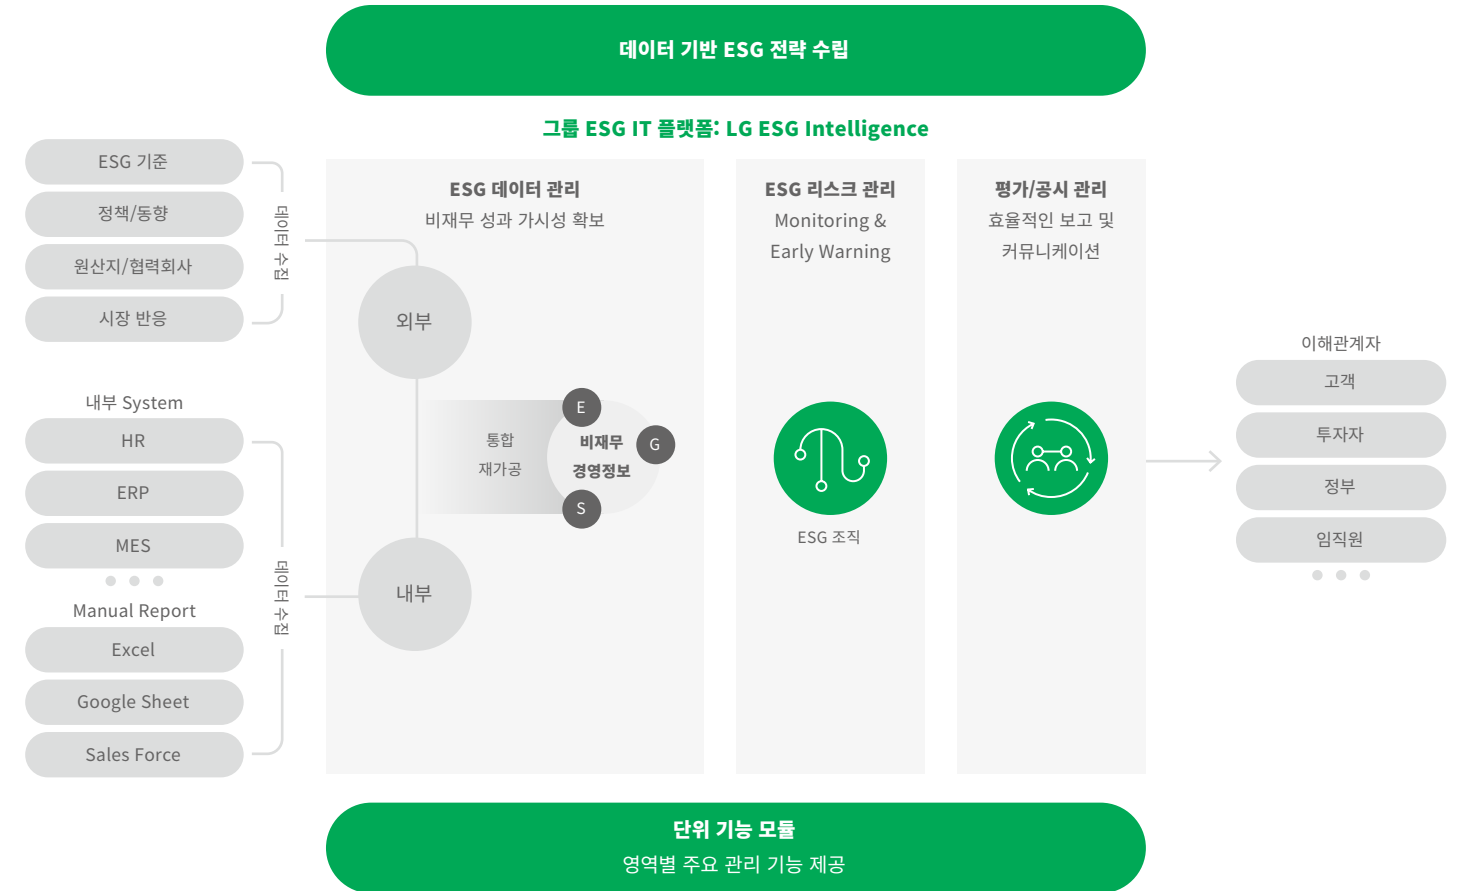 데이터 기반 ESG 전략 수립
그룹 ESG IT 플랫폼: LG ESG Intelligence
ESG 기준
정책/동향
원산지/협력회사
시장 반응
데이터 수집
내부 System
HR
ERP
MES
Manual Report
Excel
Google Sheet
Sales Force
데이터 수집
ESG 데이터 관리
비재무 성과 가시성 확보
외부
통합
재가공
비재무
경영정보
E
G
S
내부
ESG 리스크 관리
Monitoring &
Early Warning
ESG 조직
평가/공시 관리
효율적인 보고 및
커뮤니케이션
이해관계자
고객
투자자
정부
임직원
단위 기능 모듈
영역별 주요 관리 기능 제공